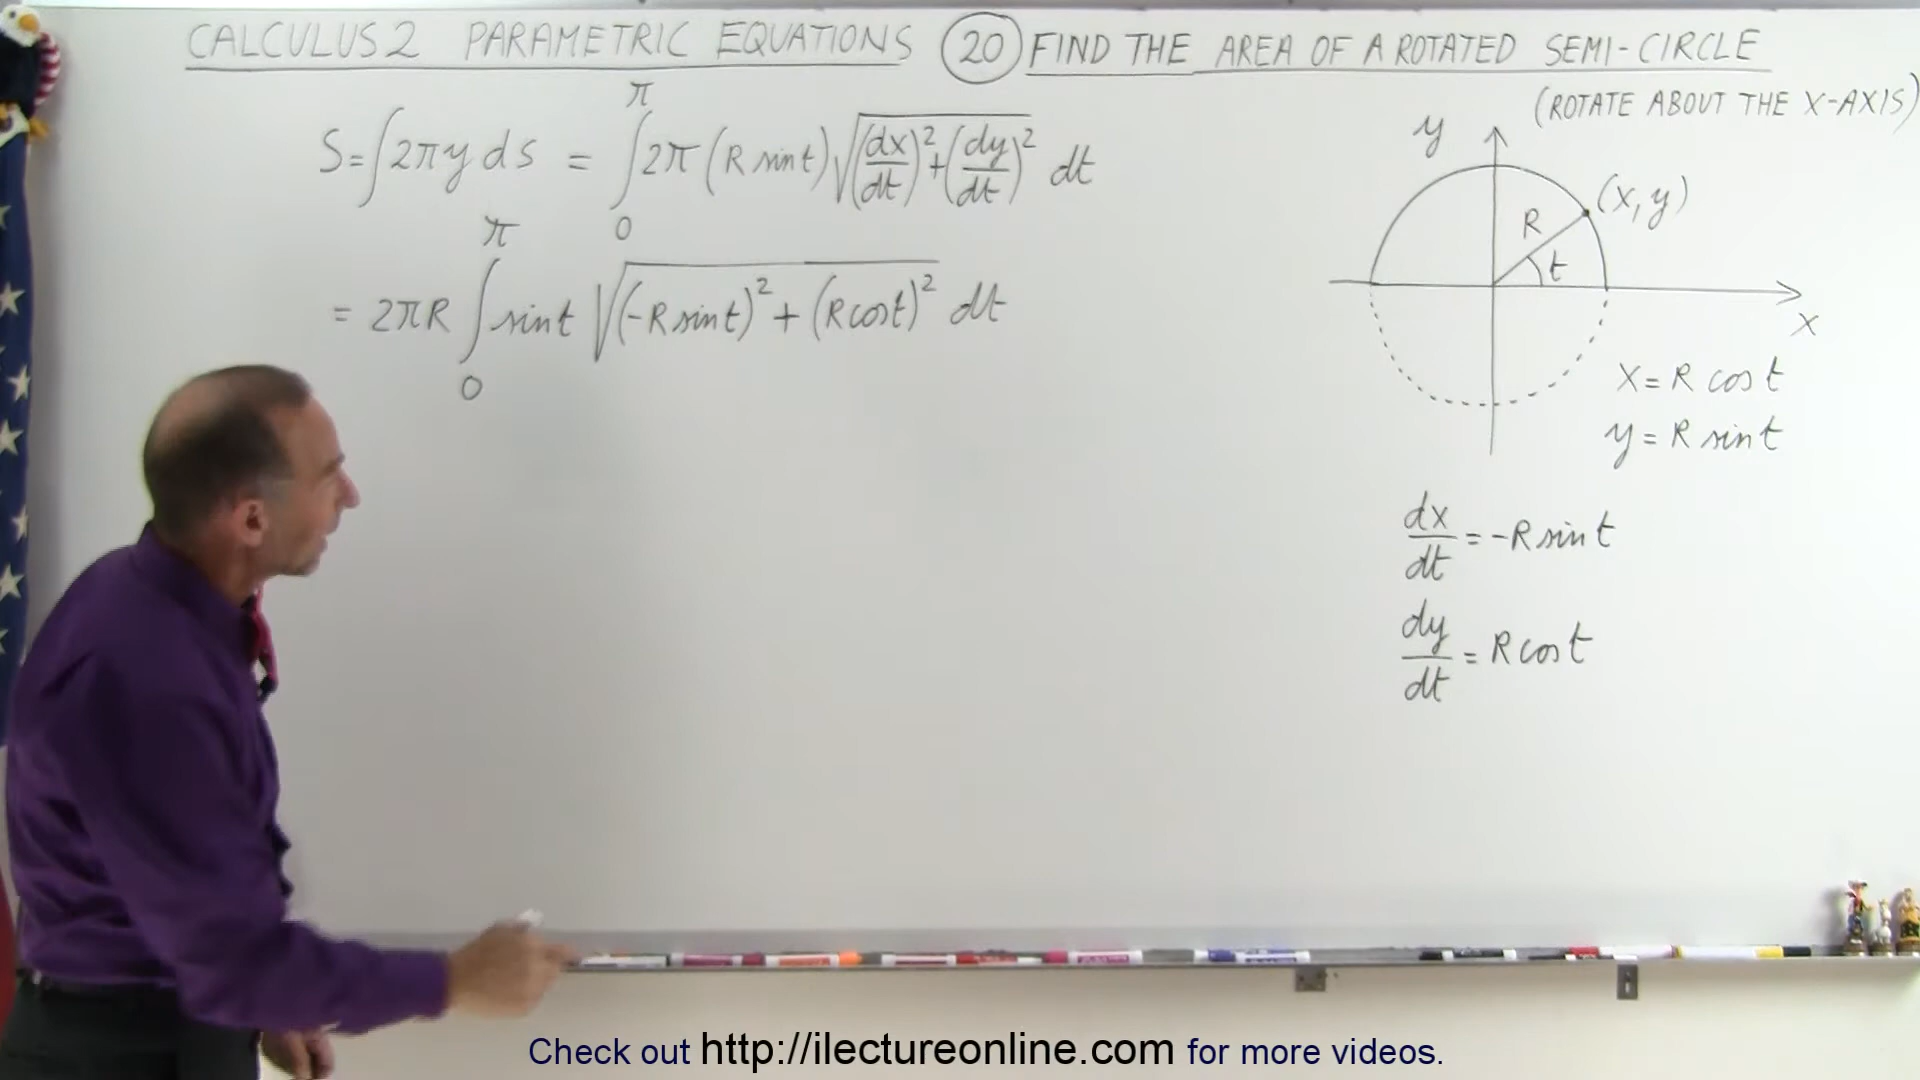 CALCULUS 2 PARAMETRIC EQUATIONS 20 FIND THE AREA OF A ROTATED SEMI-CIRCLE
(ROTATE ABOUT THE X-AXIS)
S = ∫ 2πy ds = ∫₀^π 2π (R sin t) √((dx/dt)² + (dy/dt)²) dt
= 2πR ∫₀^π sin t √((-R sin t)² + (R cos t)²) dt
y
(x, y)
R
t
x
x = R cos t
y = R sin t
dx/dt = -R sin t
dy/dt = R cos t
Check out http://ilectureonline.com for more videos.